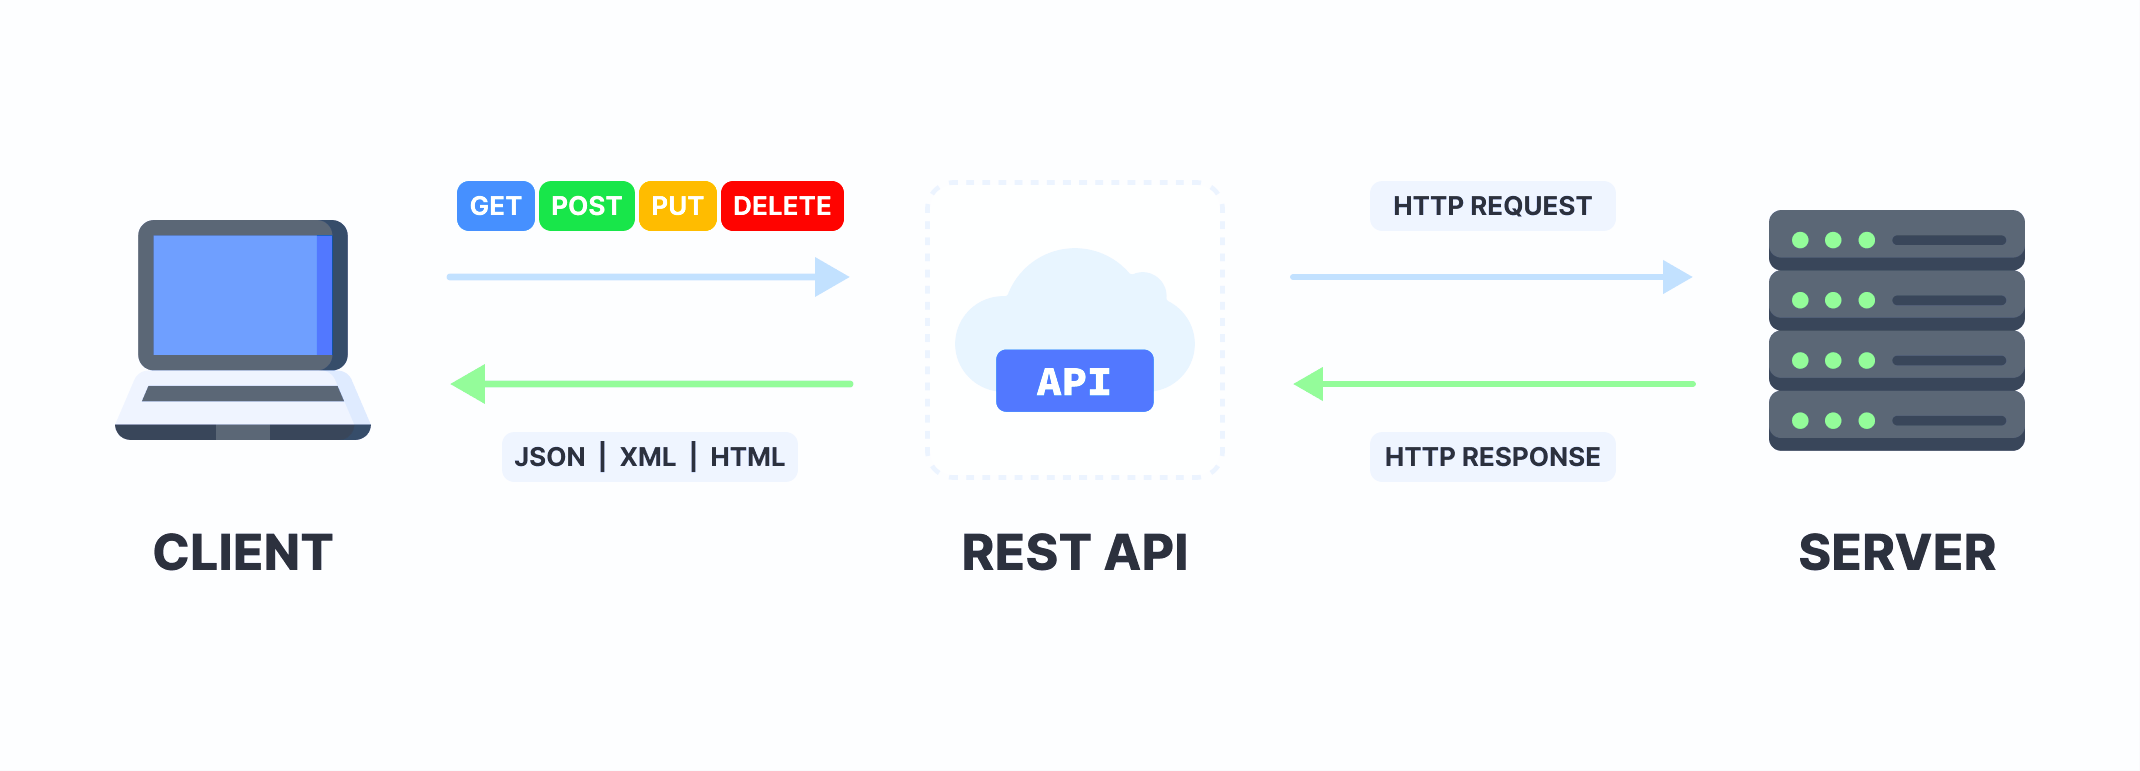 GET POST PUT DELETE
HTTP REQUEST
API
JSON | XML | HTML
HTTP RESPONSE
CLIENT
REST API
SERVER